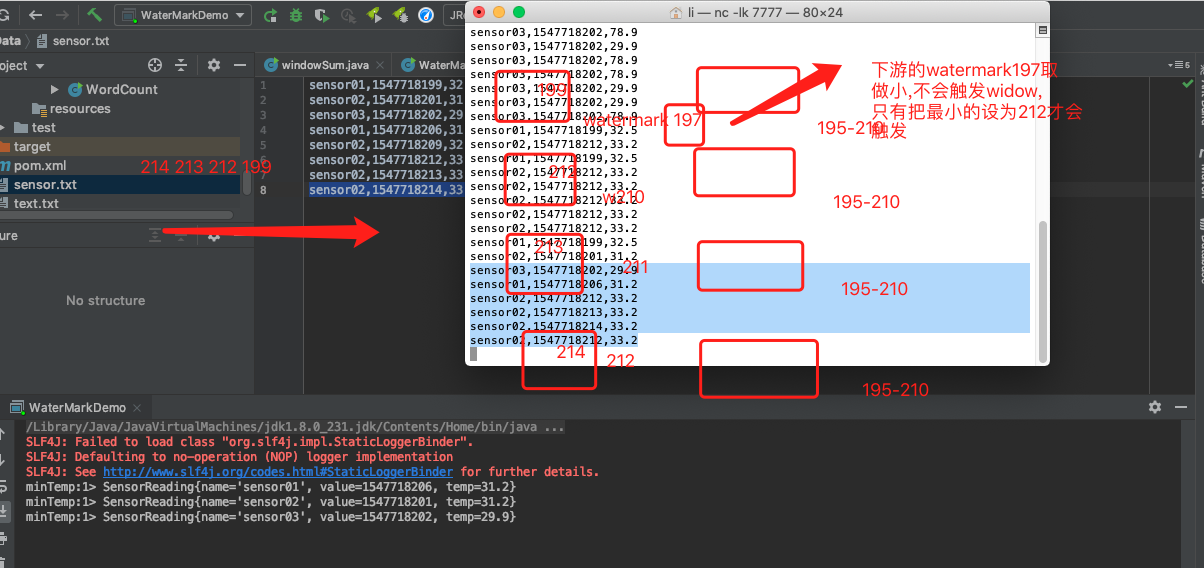 WaterMarkDemo
JR
li — nc -lk 7777 — 80×24
Data
sensor.txt
oject
windowSum.java
WaterMa
6
WordCount
resources
test
target
pom.xml
sensor.txt
text.txt
ure
No structure
1 sensor01,1547718199,32
2 sensor02,1547718201,31
3 sensor03,1547718202,29
4 sensor01,1547718206,31
sensor02,1547718209,32
sensor02,1547718212,33
sensor02,1547718213,33
8 sensor02,1547718214,33
214 213 212 199
sensor03,1547718202,78.9
sensor03,1547718202,29.9
sensor03,1547718202,78.9
sensor03,1547718202,78.9
sensor03,1547718202,29.9
sensor03,1547718202,29.9
sensor03,1547718202,78.9
sensor01,1547718199,32.5
sensor02,1547718212,33.2
sensor01,1547718199,32.5
sensor02,1547718212,33.2
sensor02,1547718212,33.2
sensor02,1547718212,33.2
sensor02,1547718212,33.2
sensor02,1547718212,33.2
sensor01,1547718199,32.5
sensor02,1547718201,31.2
sensor03,1547718202,29.9
sensor01,1547718206,31.2
sensor02,1547718212,33.2
sensor02,1547718213,33.2
sensor02,1547718214,33.2
sensor02,1547718212,33.2
199
watermark 197
212
w210
213
211
214
212
下游的watermark197取
做小,不会触发widow,
只有把最小的设为212才会
触发
195-210
195-210
195-210
195-210
WaterMarkDemo
/Library/Java/JavaVirtualMachines/jdk1.8.0_231.jdk/Contents/Home/bin/java ...
SLF4J: Failed to load class "org.slf4j.impl.StaticLoggerBinder".
SLF4J: Defaulting to no-operation (NOP) logger implementation
SLF4J: See http://www.slf4j.org/codes.html#StaticLoggerBinder for further details.
minTemp:1> SensorReading{name='sensor01', value=1547718206, temp=31.2}
minTemp:1> SensorReading{name='sensor02', value=1547718201, temp=31.2}
minTemp:1> SensorReading{name='sensor03', value=1547718202, temp=29.9}